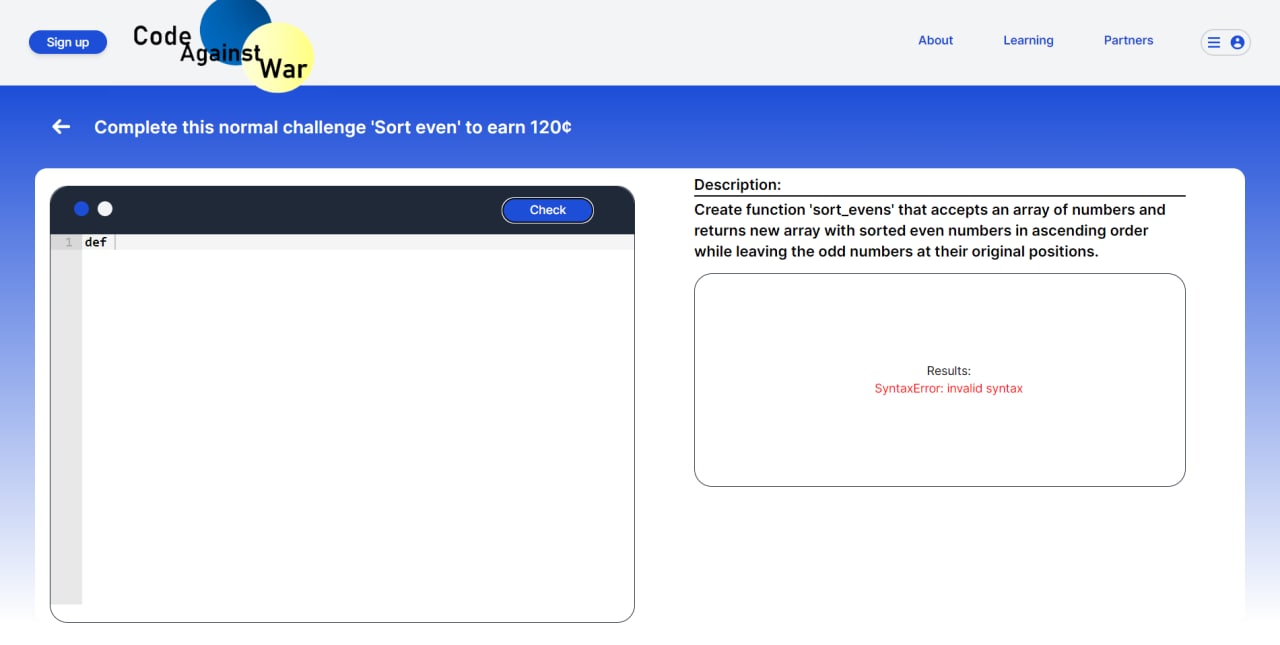 Sign up
Code
Against
War
About
Learning
Partners
Complete this normal challenge 'Sort even' to earn 120¢
Check
1 def
Description:
Create function 'sort_evens' that accepts an array of numbers and
returns new array with sorted even numbers in ascending order
while leaving the odd numbers at their original positions.
Results:
SyntaxError: invalid syntax